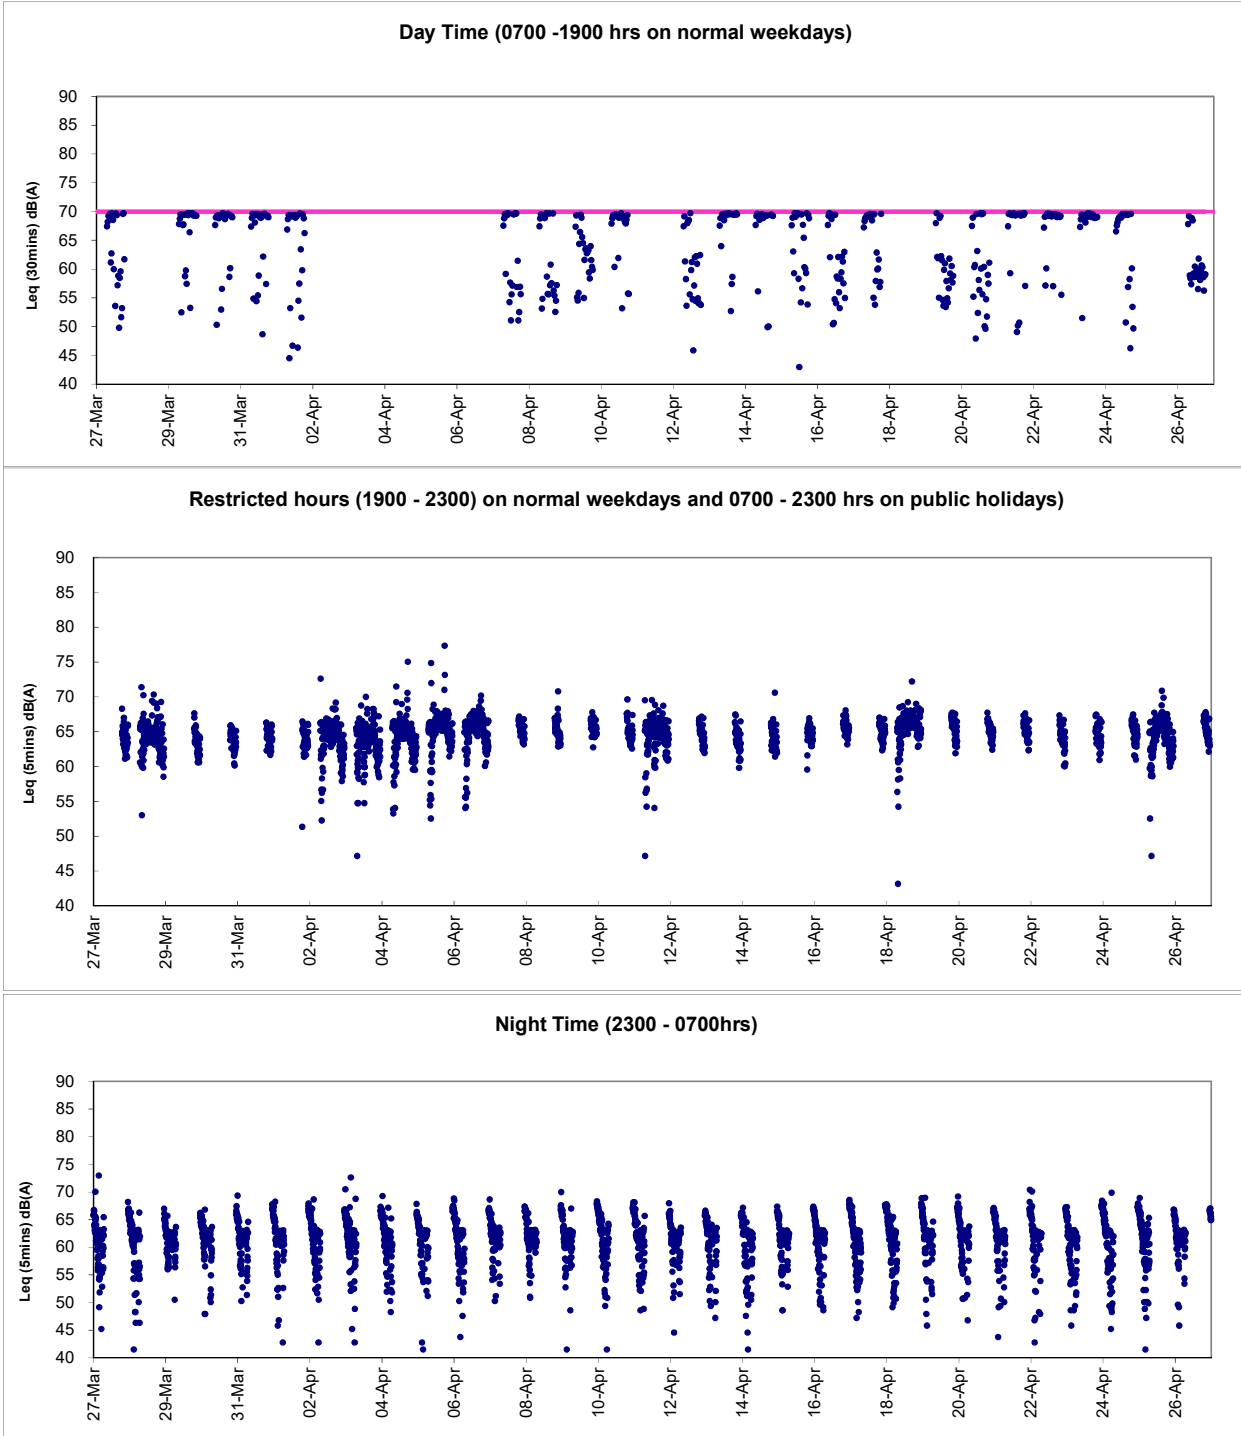 Day Time (0700 -1900 hrs on normal weekdays)
Leq (30mins) dB(A)
90
85
80
75
70
65
60
55
50
45
40
27-Mar
29-Mar
31-Mar
02-Apr
04-Apr
06-Apr
08-Apr
10-Apr
12-Apr
14-Apr
16-Apr
18-Apr
20-Apr
22-Apr
24-Apr
26-Apr
Restricted hours (1900 - 2300) on normal weekdays and 0700 - 2300 hrs on public holidays)
Leq (5mins) dB(A)
90
85
80
75
70
65
60
55
50
45
40
27-Mar
29-Mar
31-Mar
02-Apr
04-Apr
06-Apr
08-Apr
10-Apr
12-Apr
14-Apr
16-Apr
18-Apr
20-Apr
22-Apr
24-Apr
26-Apr
Night Time (2300 - 0700hrs)
Leq (5mins) dB(A)
90
85
80
75
70
65
60
55
50
45
40
27-Mar
29-Mar
31-Mar
02-Apr
04-Apr
06-Apr
08-Apr
10-Apr
12-Apr
14-Apr
16-Apr
18-Apr
20-Apr
22-Apr
24-Apr
26-Apr